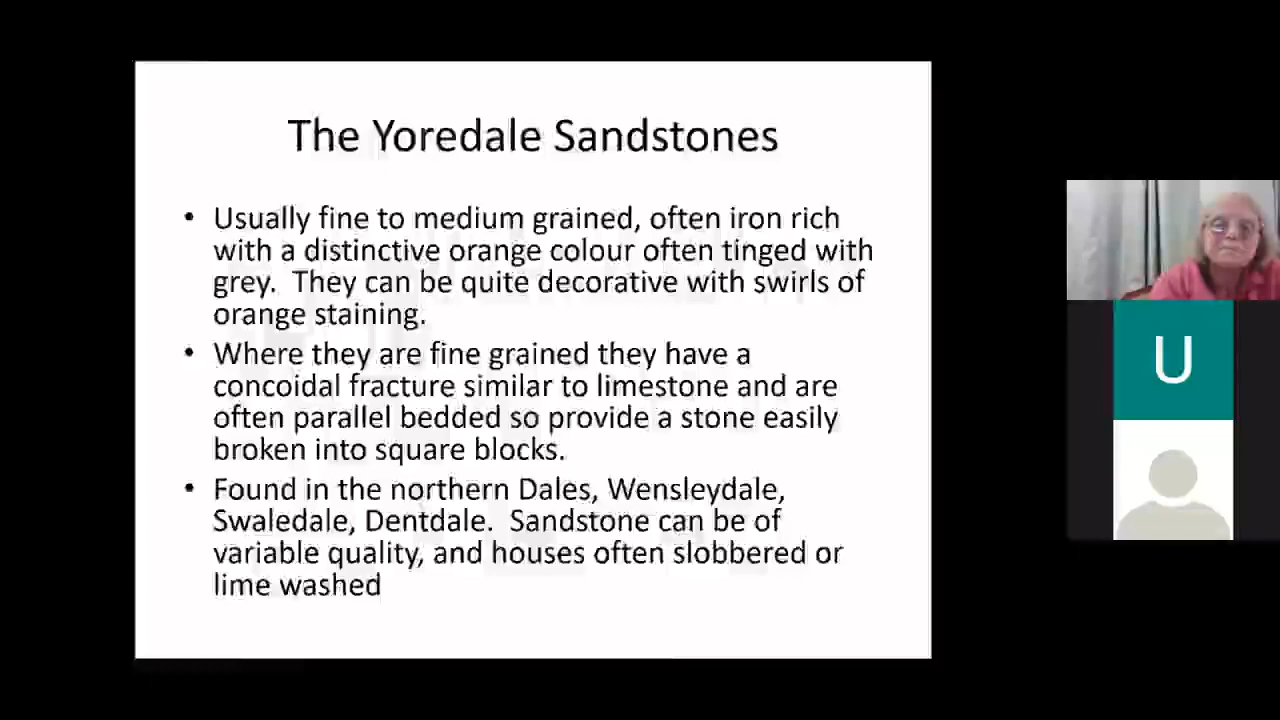 The Yoredale Sandstones
• Usually fine to medium grained, often iron rich
with a distinctive orange colour often tinged with
grey.  They can be quite decorative with swirls of
orange staining.
• Where they are fine grained they have a
concoidal fracture similar to limestone and are
often parallel bedded so provide a stone easily
broken into square blocks.
• Found in the northern Dales, Wensleydale,
Swaledale, Dentdale.  Sandstone can be of
variable quality, and houses often slobbered or
lime washed
U